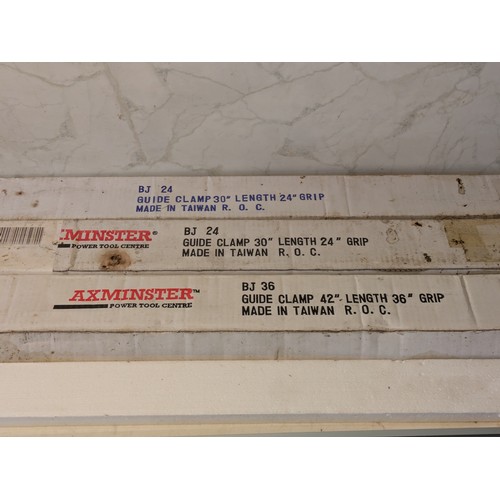 BJ 24
GUIDE CLAMP 30" LENGTH 24" GRIP
MADE IN TAIWAN R. O. C.
MINSTER®
POWER TOOL CENTRE
BJ 24
GUIDE CLAMP 30" LENGTH 24" GRIP
MADE IN TAIWAN R. O. C.
AXMINSTER™
POWER TOOL CENTRE
BJ 36
GUIDE CLAMP 42". LENGTH 36" GRIP
MADE IN TAIWAN R. O. C.